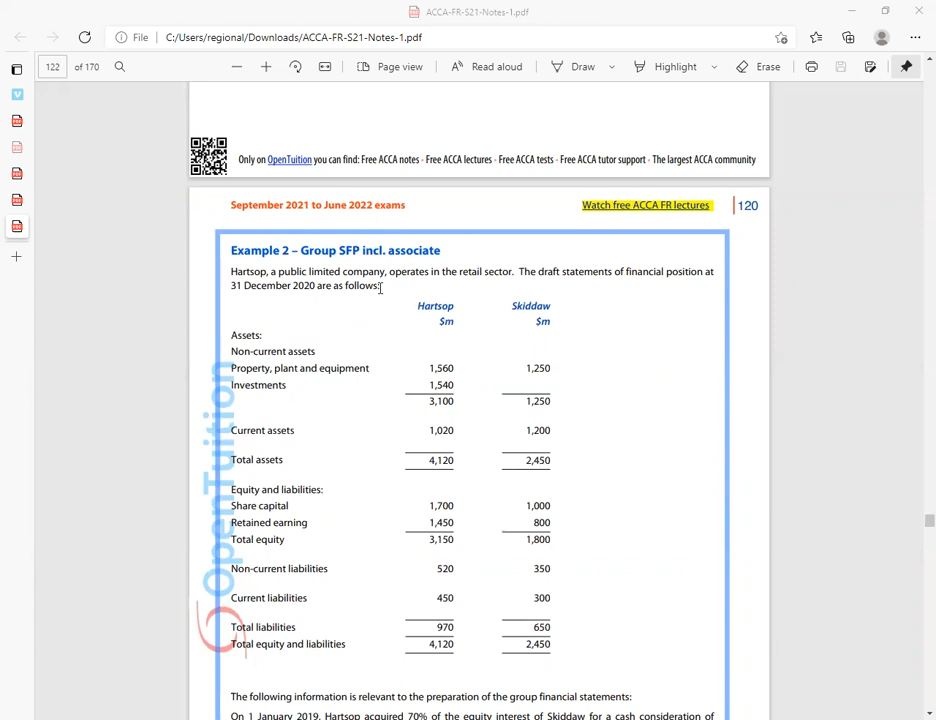 ACCA-FR-S21-Notes-1.pdf
File C:/Users/regional/Downloads/ACCA-FR-S21-Notes-1.pdf
122 of 170 Page view Read aloud Draw Highlight Erase
Only on OpenTuition you can find: Free ACCA notes - Free ACCA lectures - Free ACCA tests - Free ACCA tutor support - The largest ACCA community
September 2021 to June 2022 exams Watch free ACCA FR lectures 120
Example 2 – Group SFP incl. associate
Hartsop, a public limited company, operates in the retail sector. The draft statements of financial position at
31 December 2020 are as follows:
Hartsop Skiddaw
$m $m
Assets:
Non-current assets
Property, plant and equipment 1,560 1,250
Investments 1,540
3,100 1,250
Current assets 1,020 1,200
Total assets 4,120 2,450
Equity and liabilities:
Share capital 1,700 1,000
Retained earning 1,450 800
Total equity 3,150 1,800
Non-current liabilities 520 350
Current liabilities 450 300
Total liabilities 970 650
Total equity and liabilities 4,120 2,450
The following information is relevant to the preparation of the group financial statements:
On 1 January 2019, Hartsop acquired 70% of the equity interest of Skiddaw for a cash consideration of
OpenTuition